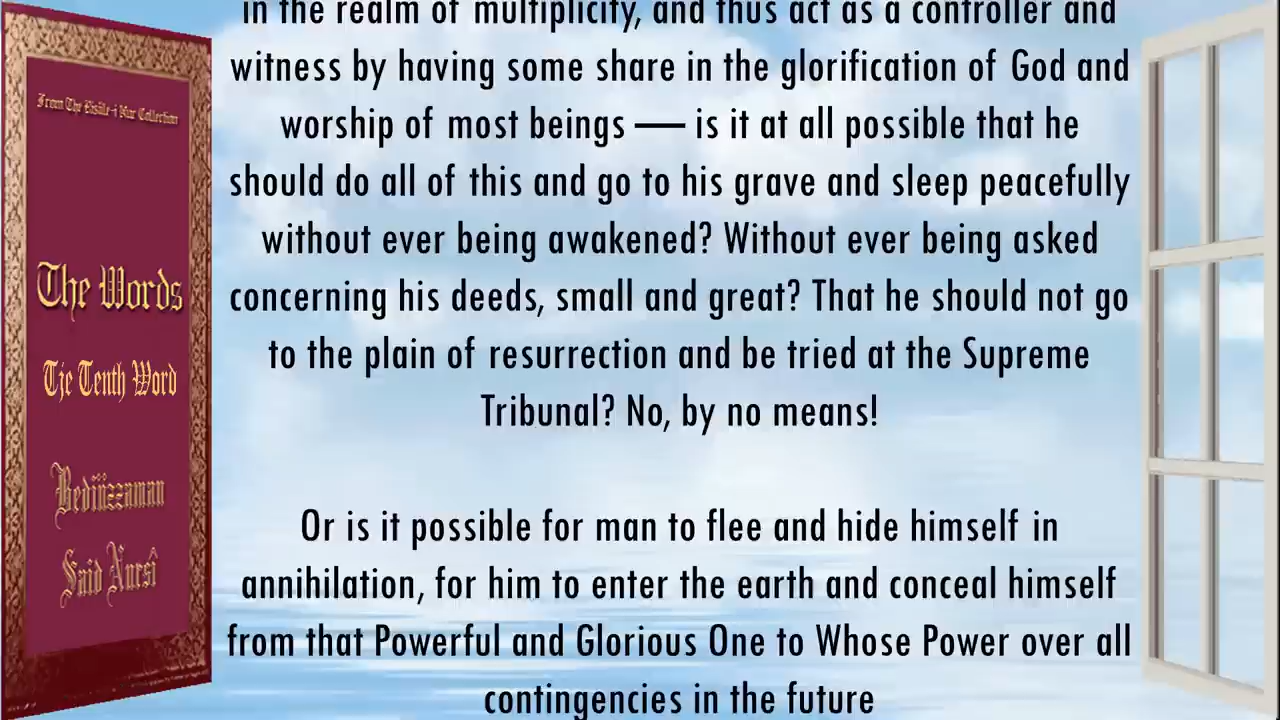 From The Risale-i Nur Collection
The Words
Tje Tenth Word
Bediüzzaman
Said Nursî
in the realm of multiplicity, and thus act as a controller and
witness by having some share in the glorification of God and
worship of most beings — is it at all possible that he
should do all of this and go to his grave and sleep peacefully
without ever being awakened? Without ever being asked
concerning his deeds, small and great? That he should not go
to the plain of resurrection and be tried at the Supreme
Tribunal? No, by no means!
Or is it possible for man to flee and hide himself in
annihilation, for him to enter the earth and conceal himself
from that Powerful and Glorious One to Whose Power over all
contingencies in the future